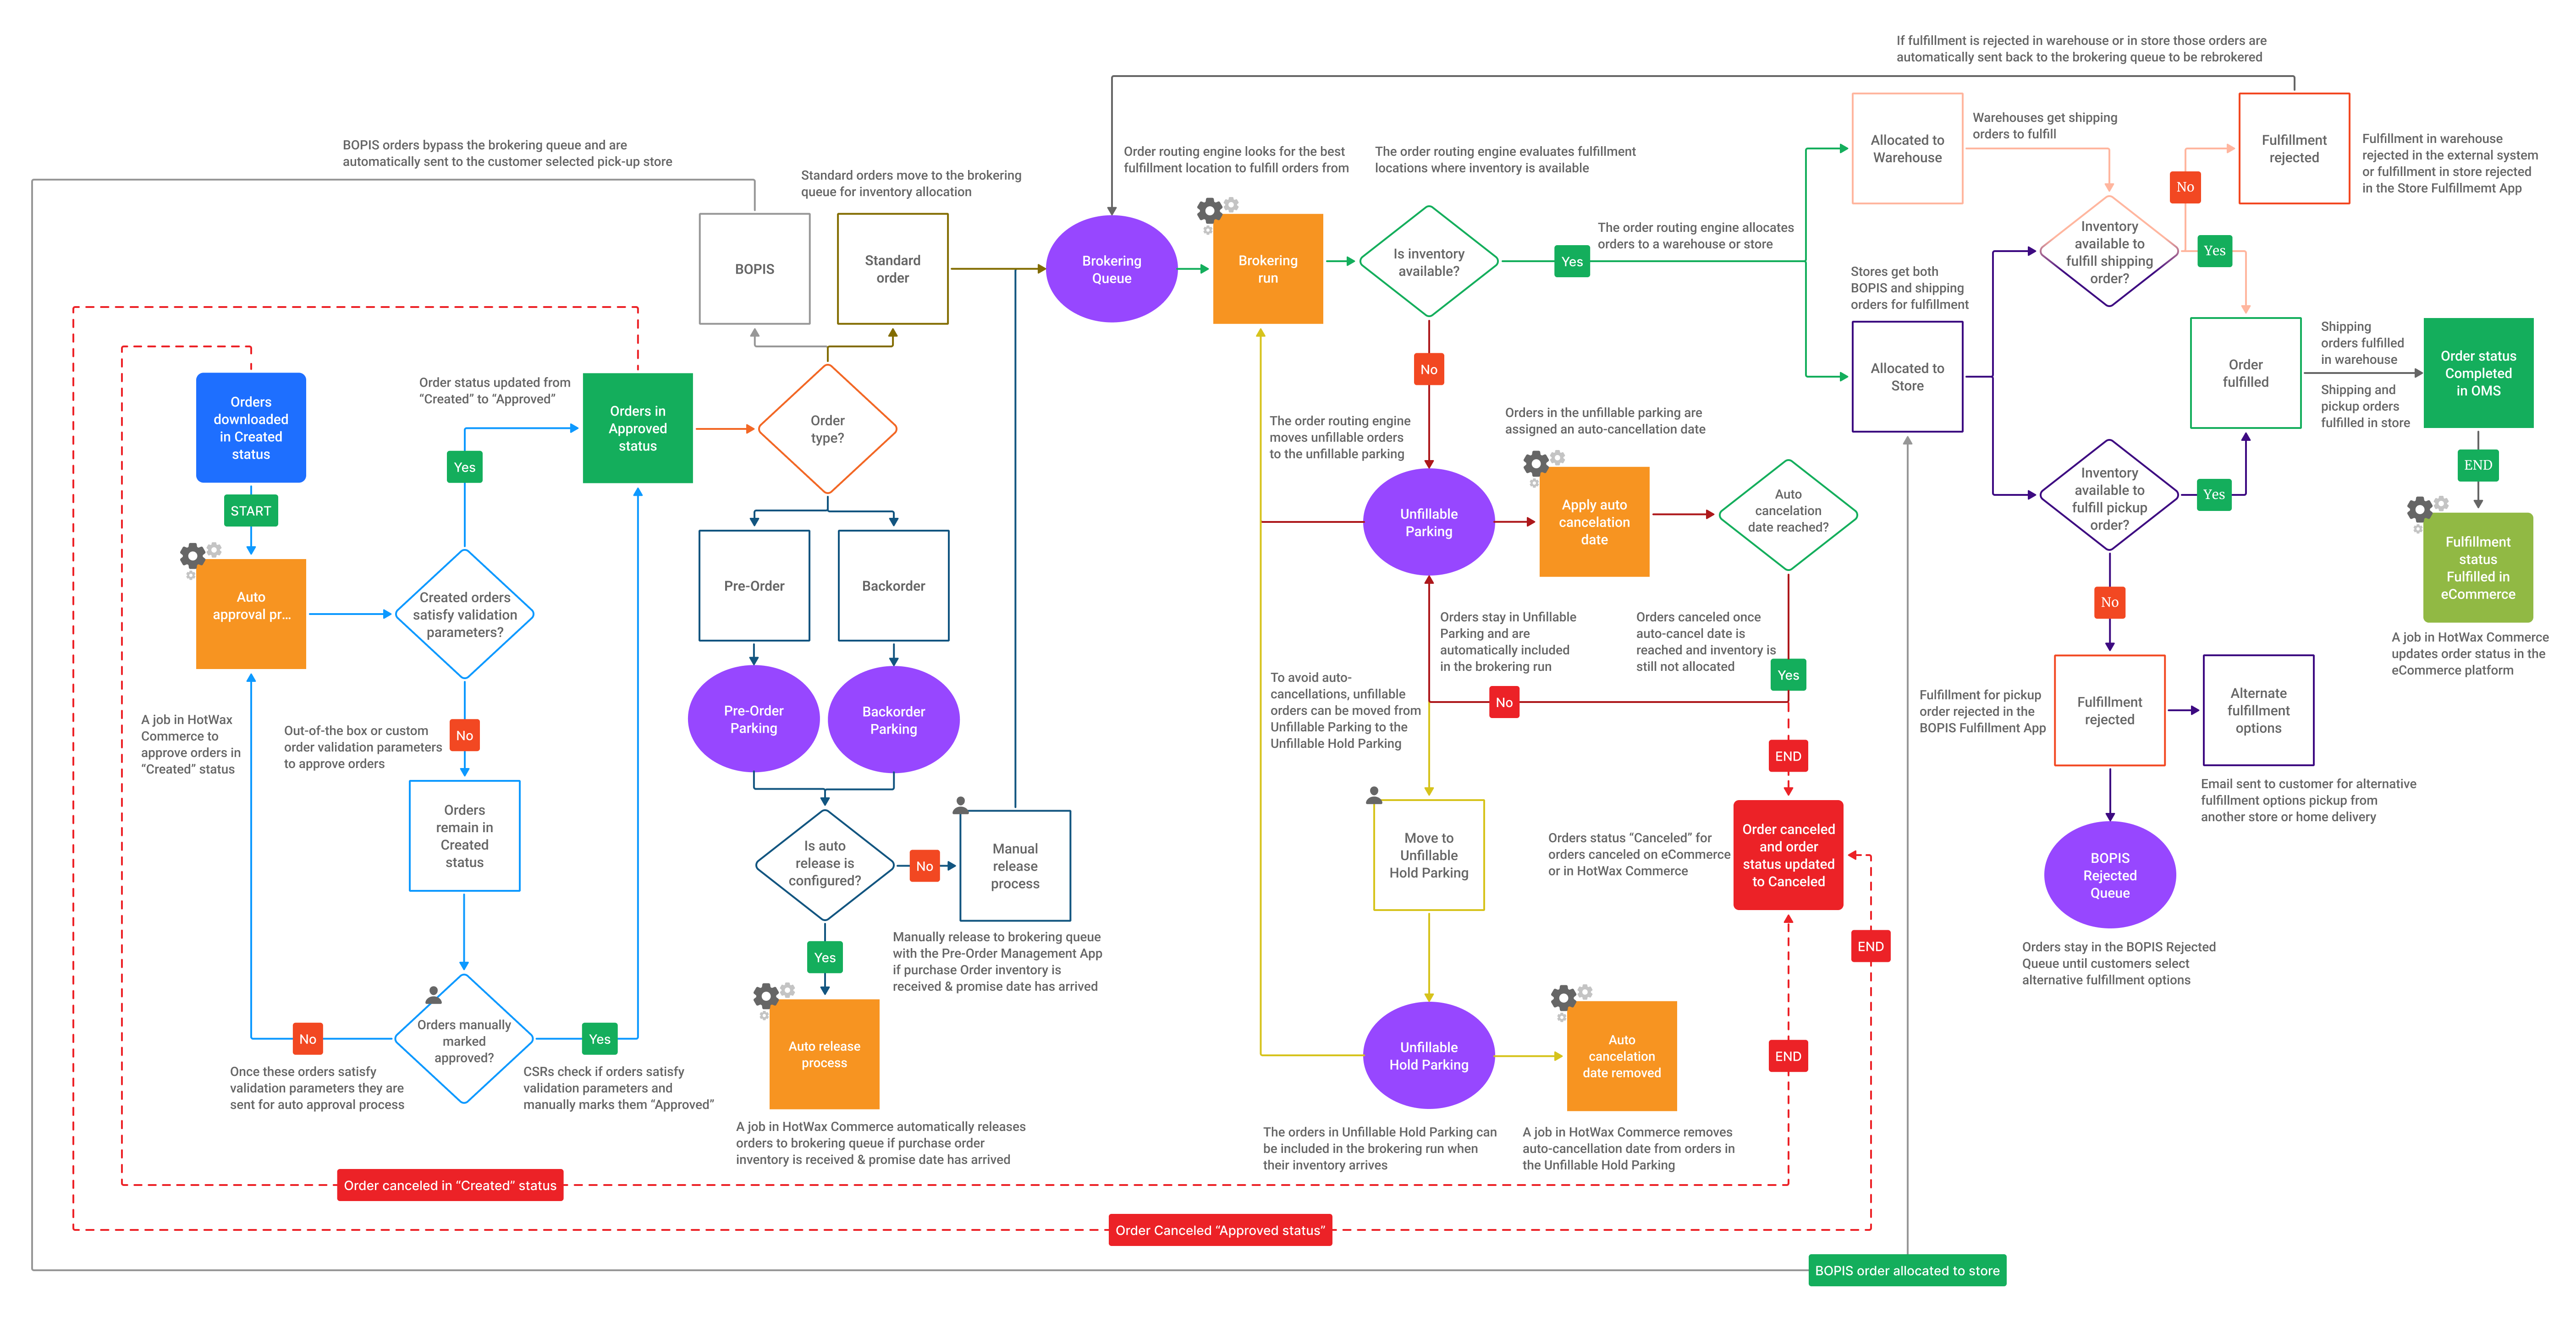 If fulfillment is rejected in warehouse or in store those orders are
automatically sent back to the brokering queue to be rebrokered
BOPIS orders bypass the brokering queue and are
automatically sent to the customer selected pick-up store
Standard orders move to the brokering
queue for inventory allocation
Order routing engine looks for the best
fulfillment location to fulfill orders from
The order routing engine evaluates fulfillment
locations where inventory is available
Allocated to
Warehouse
Warehouses get shipping
orders to fulfill
Fulfillment
rejected
Fulfillment in warehouse
rejected in the external system
or fulfillment in store rejected
in the Store Fulfillmemt App
No
BOPIS
Standard
order
Brokering
Queue
Brokering
run
Is inventory
available?
Yes
The order routing engine allocates
orders to a warehouse or store
Stores get both
BOPIS and shipping
orders for fulfillment
Inventory
available to
fulfill shipping
order?
Yes
Allocated to
Store
Order
fulfilled
Shipping
orders fulfilled
in warehouse
Shipping and
pickup orders
fulfilled in store
Order status
Completed
in OMS
END
Fulfillment
status
Fulfilled in
eCommerce
A job in HotWax Commerce
updates order status in the
eCommerce platform
Orders
downloaded
in Created
status
START
Order status updated from
“Created” to “Approved”
Yes
Orders in
Approved
status
Order
type?
No
The order routing engine
moves unfillable orders
to the unfillable parking
Orders in the unfillable parking are
assigned an auto-cancellation date
Unfillable
Parking
Apply auto
cancelation
date
Auto
cancelation
date reached?
Inventory
available to
fulfill pickup
order?
Yes
No
Auto
approval pr...
Created orders
satisfy validation
parameters?
Pre-Order
Backorder
Orders stay in Unfillable
Parking and are
automatically included
in the brokering run
Orders canceled once
auto-cancel date is
reached and inventory is
still not allocated
Yes
No
To avoid auto-
cancellations, unfillable
orders can be moved from
Unfillable Parking to the
Unfillable Hold Parking
END
Fulfillment for pickup
order rejected in the
BOPIS Fulfillment App
Fulfillment
rejected
Alternate
fulfillment
options
Email sent to customer for alternative
fulfillment options pickup from
another store or home delivery
A job in HotWax
Commerce to
approve orders in
“Created” status
Out-of-the box or custom
order validation parameters
to approve orders
No
Pre-Order
Parking
Backorder
Parking
Orders
remain in
Created
status
Is auto
release is
configured?
No
Manual
release
process
Manually release to brokering queue
with the Pre-Order Management App
if purchase Order inventory is
received & promise date has arrived
Move to
Unfillable
Hold Parking
Orders status “Canceled” for
orders canceled on eCommerce
or in HotWax Commerce
Order canceled
and order
status updated
to Canceled
END
BOPIS
Rejected
Queue
Orders stay in the BOPIS Rejected
Queue until customers select
alternative fulfillment options
Yes
Orders manually
marked
approved?
No
Yes
Once these orders satisfy
validation parameters they are
sent for auto approval process
CSRs check if orders satisfy
validation parameters and
manually marks them “Approved”
Auto release
process
A job in HotWax Commerce automatically releases
orders to brokering queue if purchase order
inventory is received & promise date has arrived
Unfillable
Hold Parking
Auto
cancelation
date removed
END
The orders in Unfillable Hold Parking can
be included in the brokering run when
their inventory arrives
A job in HotWax Commerce removes
auto-cancellation date from orders in
the Unfillable Hold Parking
Order canceled in “Created” status
Order Canceled “Approved status”
BOPIS order allocated to store